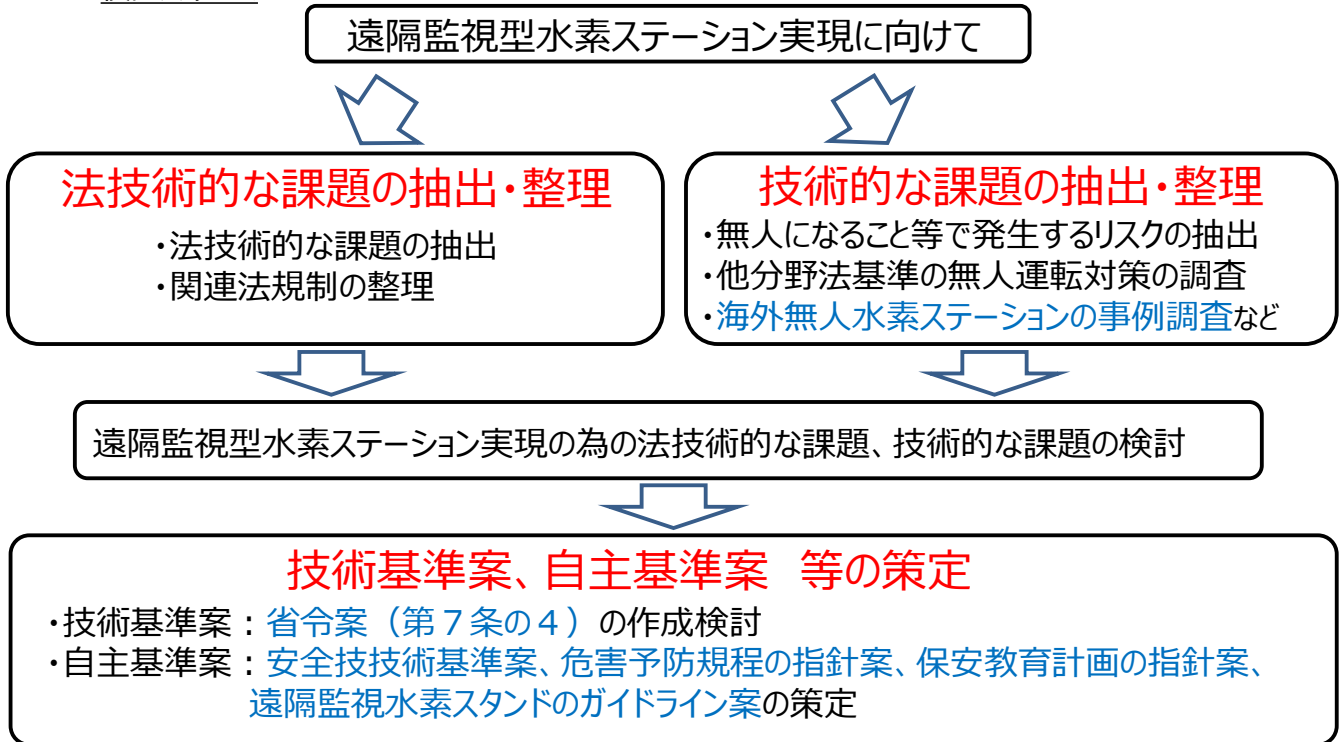 遠隔監視型水素ステーション実現に向けて
法技術的な課題の抽出・整理
・法技術的な課題の抽出
・関連法規制の整理
技術的な課題の抽出・整理
・無人になること等で発生するリスクの抽出
・他分野法基準の無人運転対策の調査
・海外無人水素ステーションの事例調査など
遠隔監視型水素ステーション実現の為の法技術的な課題、技術的な課題の検討
技術基準案、自主基準案 等の策定
・技術基準案：省令案（第７条の４）の作成検討
・自主基準案：安全技技術基準案、危害予防規程の指針案、保安教育計画の指針案、
遠隔監視水素スタンドのガイドライン案の策定